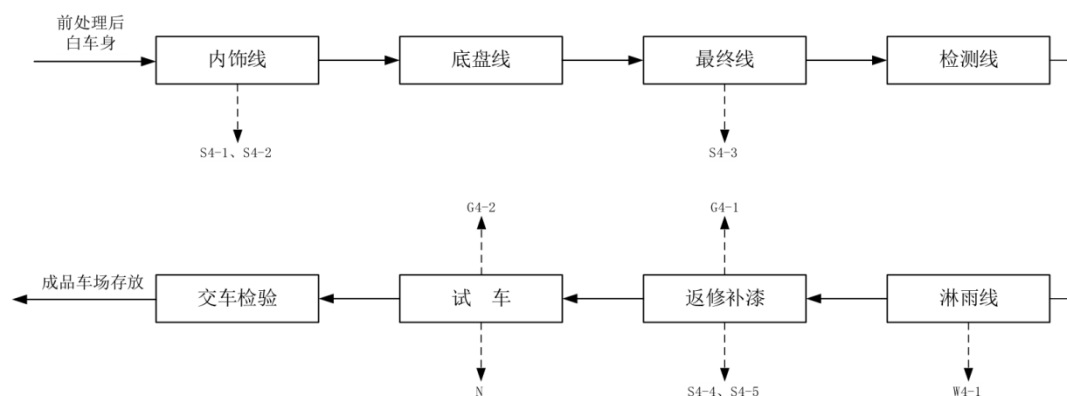 前处理后
白车身
内饰线
底盘线
最终线
检测线
S4-1、S4-2
S4-3
G4-2
G4-1
成品车场存放
交车检验
试 车
返修补漆
淋雨线
N
S4-4、S4-5
W4-1